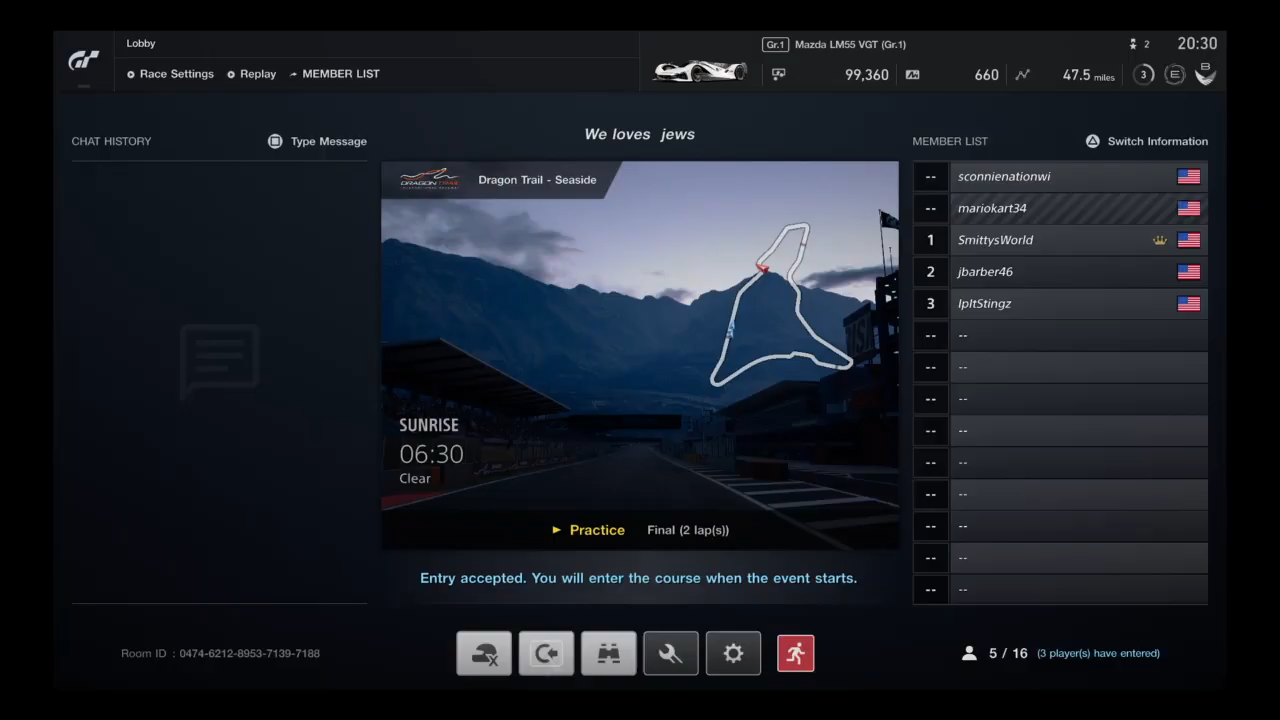 Lobby
Race Settings Replay MEMBER LIST
Gr.1 Mazda LM55 VGT (Gr.1)
2 20:30
99,360 660 47.5 miles 3 E B
CHAT HISTORY Type Message
We loves jews
MEMBER LIST Switch Information
DRAGON TRAIL
Dragon Trail - Seaside
-- sconnienationwi
-- mariokart34
1 SmittysWorld
2 jbarber46
3 IpItStingz
-- --
-- --
-- --
-- --
-- --
-- --
-- --
-- --
-- --
SUNRISE
06:30
Clear
Practice Final (2 lap(s))
Entry accepted. You will enter the course when the event starts.
Room ID : 0474-6212-8953-7139-7188
5 / 16 (3 player(s) have entered)